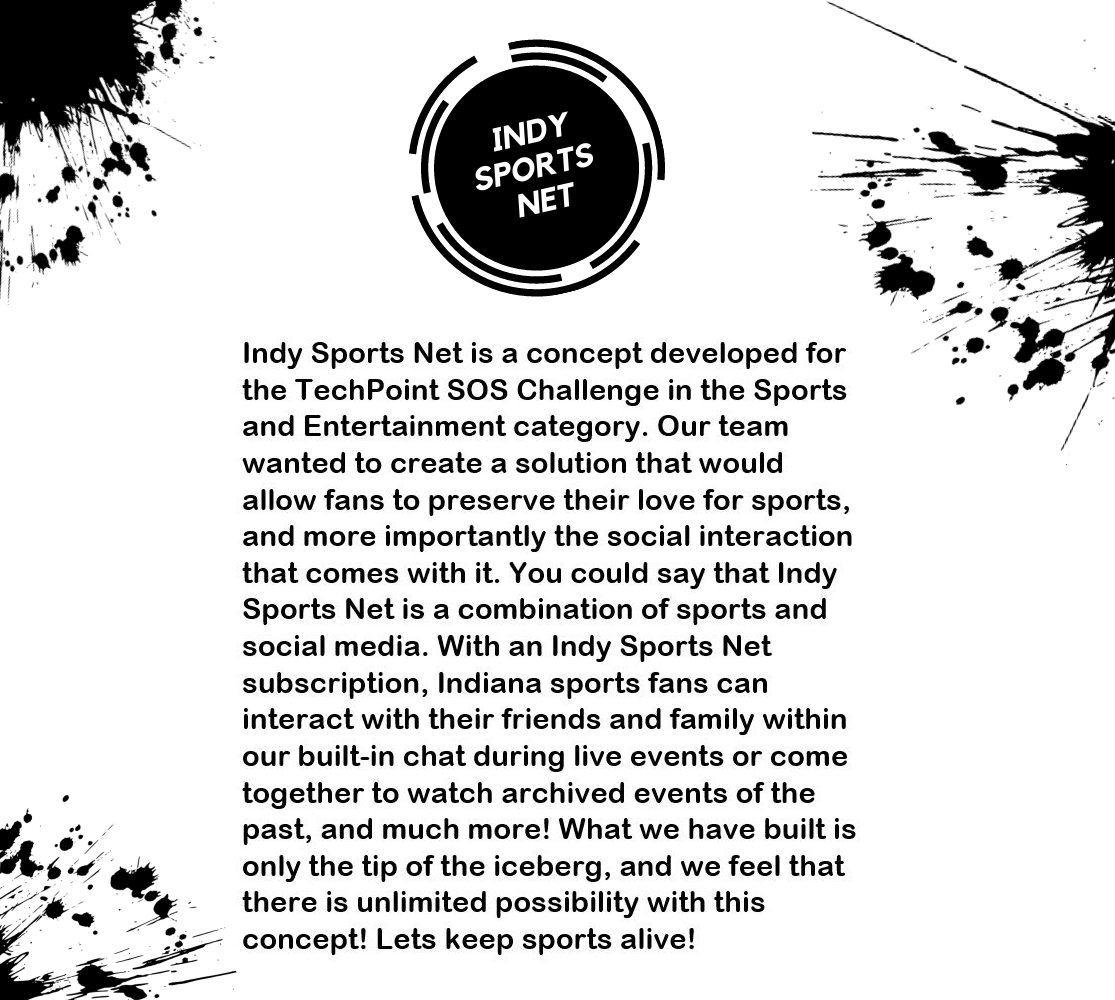 INDY
SPORTS
NET
Indy Sports Net is a concept developed for
the TechPoint SOS Challenge in the Sports
and Entertainment category. Our team
wanted to create a solution that would
allow fans to preserve their love for sports,
and more importantly the social interaction
that comes with it. You could say that Indy
Sports Net is a combination of sports and
social media. With an Indy Sports Net
subscription, Indiana sports fans can
interact with their friends and family within
our built-in chat during live events or come
together to watch archived events of the
past, and much more! What we have built is
only the tip of the iceberg, and we feel that
there is unlimited possibility with this
concept! Lets keep sports alive!